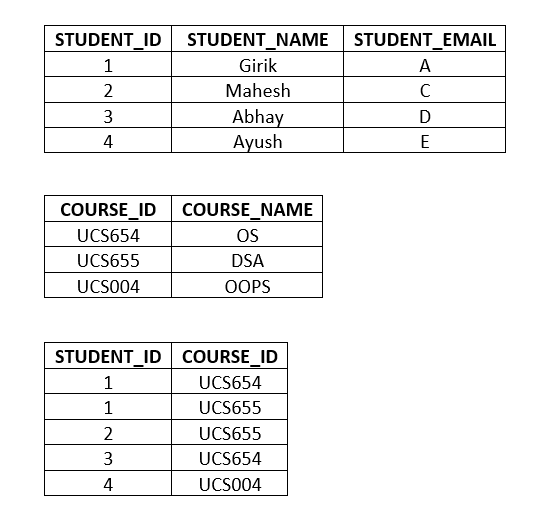 STUDENT_ID STUDENT_NAME STUDENT_EMAIL
1 Girik A
2 Mahesh C
3 Abhay D
4 Ayush E
COURSE_ID COURSE_NAME
UCS654 OS
UCS655 DSA
UCS004 OOPS
STUDENT_ID COURSE_ID
1 UCS654
1 UCS655
2 UCS655
3 UCS654
4 UCS004